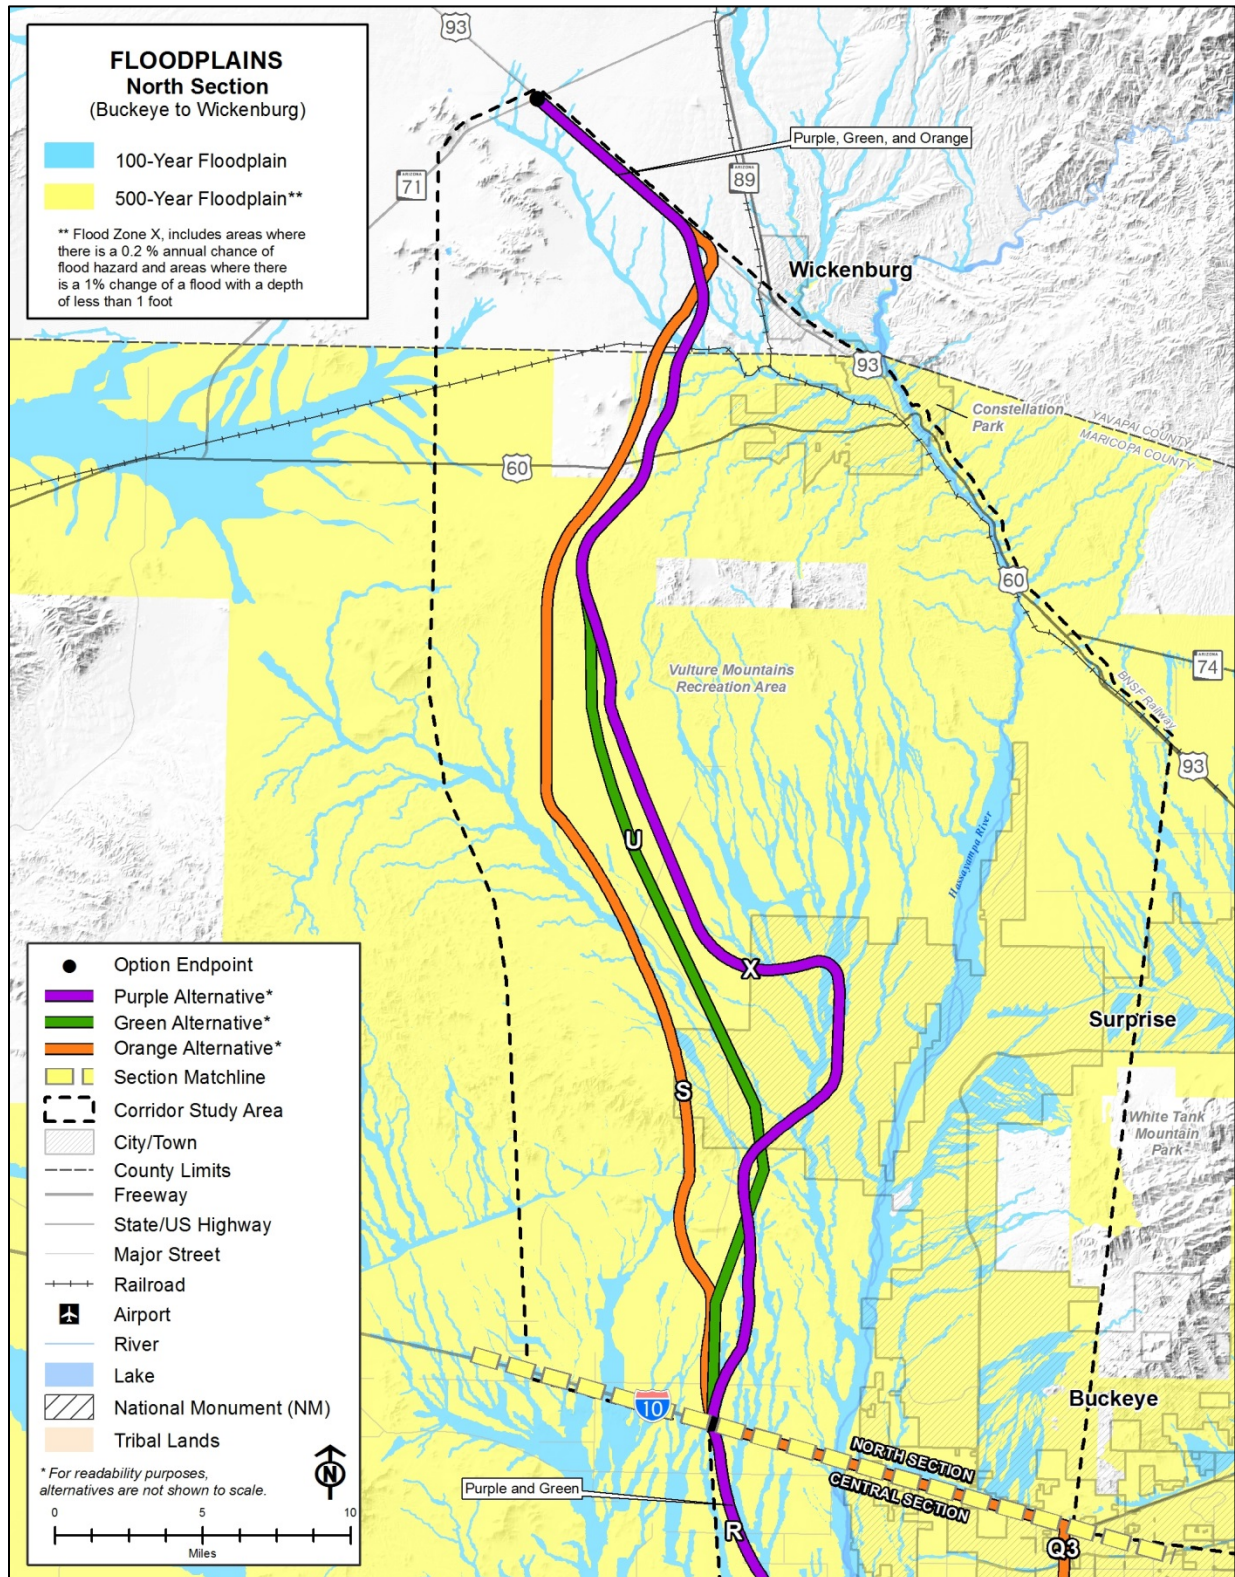 93
FLOODPLAINS
North Section
(Buckeye to Wickenburg)
100-Year Floodplain
500-Year Floodplain**
** Flood Zone X, includes areas where
there is a 0.2 % annual chance of
flood hazard and areas where there
is a 1% change of a flood with a depth
of less than 1 foot
Purple, Green, and Orange
ARIZONA
71
ARIZONA
89
Wickenburg
93
Constellation
Park
YAVAPAI COUNTY
MARICOPA COUNTY
60
60
Vulture Mountains
Recreation Area
ARIZONA
74
BNSF Railway
93
Hassayampa River
U
X
S
Surprise
White Tank
Mountain
Park
Option Endpoint
Purple Alternative*
Green Alternative*
Orange Alternative*
Section Matchline
Corridor Study Area
City/Town
County Limits
Freeway
State/US Highway
Major Street
Railroad
Airport
River
Lake
National Monument (NM)
Tribal Lands
* For readability purposes,
alternatives are not shown to scale.
N
0 5 10
Miles
10
Buckeye
NORTH SECTION
CENTRAL SECTION
Purple and Green
R
Q3